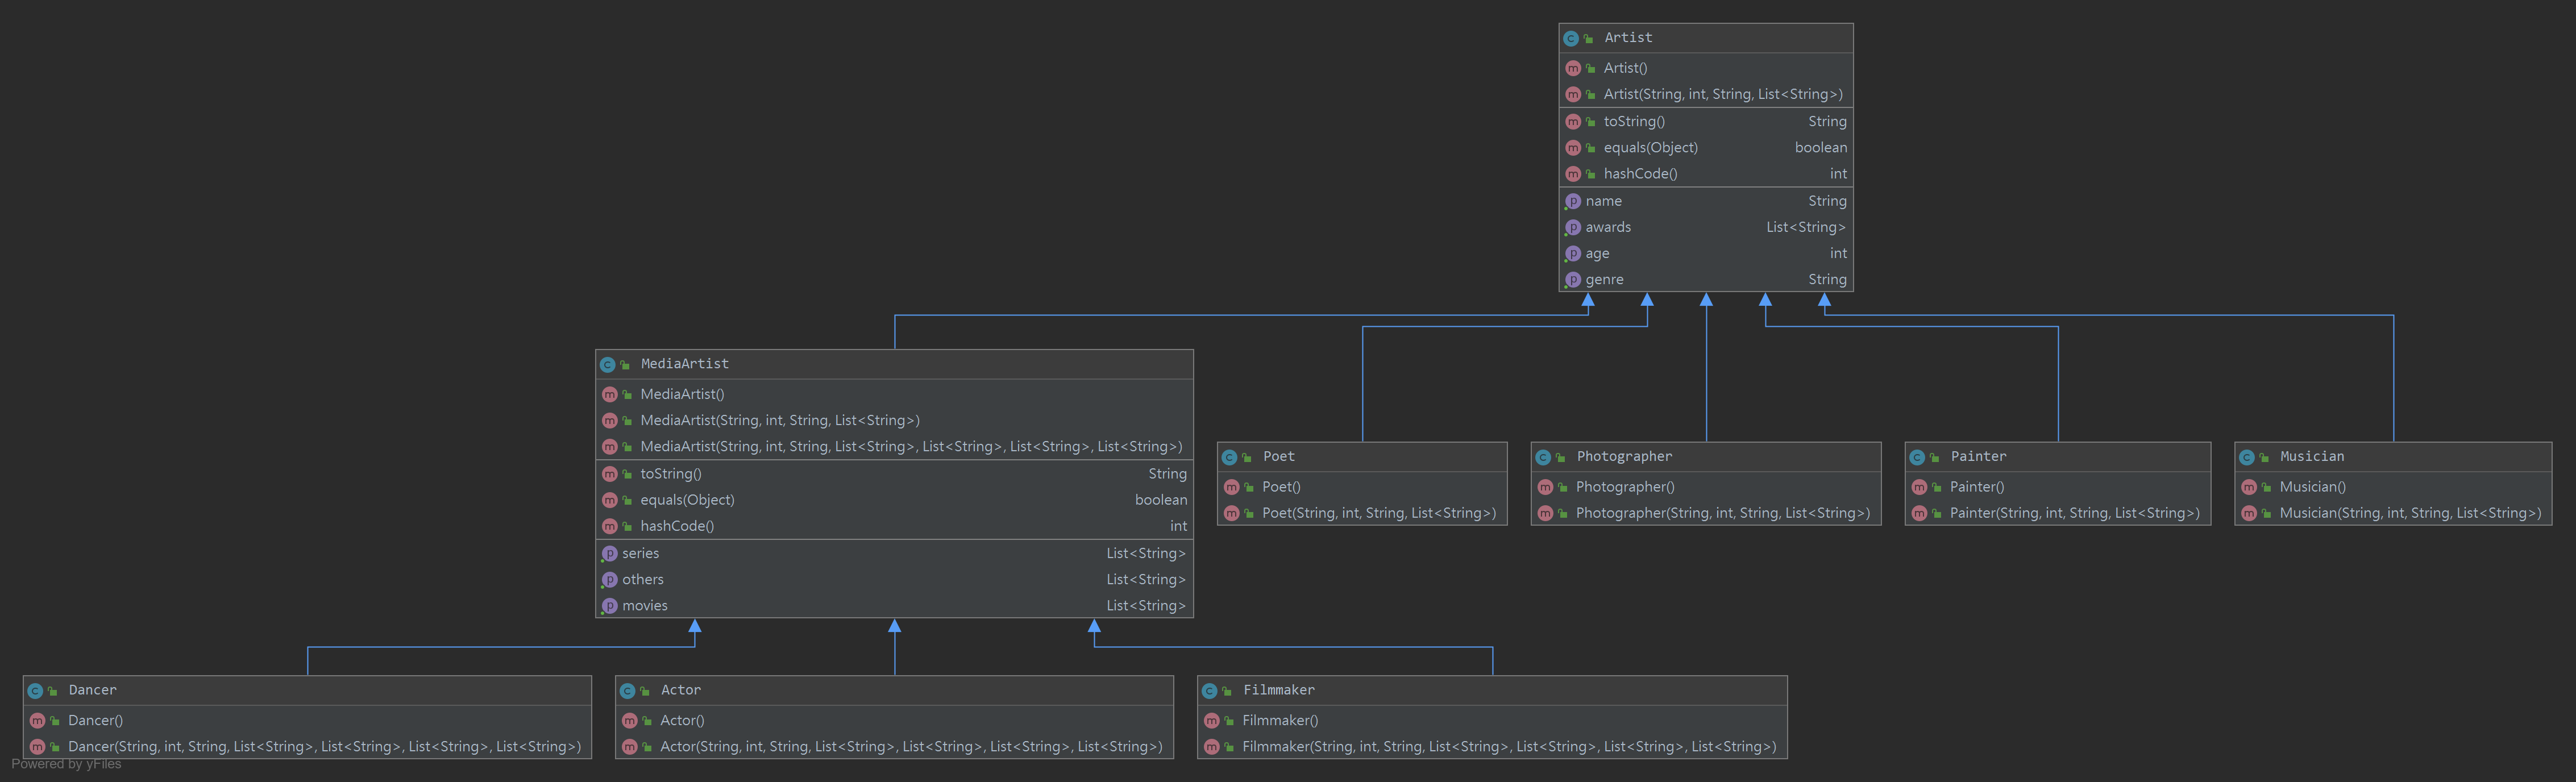 Artist
Artist()
Artist(String, int, String, List<String>)
toString() String
equals(Object) boolean
hashCode() int
name String
awards List<String>
age int
genre String
MediaArtist
MediaArtist()
MediaArtist(String, int, String, List<String>)
MediaArtist(String, int, String, List<String>, List<String>, List<String>, List<String>)
toString() String
equals(Object) boolean
hashCode() int
series List<String>
others List<String>
movies List<String>
Poet
Poet()
Poet(String, int, String, List<String>)
Photographer
Photographer()
Photographer(String, int, String, List<String>)
Painter
Painter()
Painter(String, int, String, List<String>)
Musician
Musician()
Musician(String, int, String, List<String>)
Dancer
Dancer()
Dancer(String, int, String, List<String>, List<String>, List<String>, List<String>)
Actor
Actor()
Actor(String, int, String, List<String>, List<String>, List<String>, List<String>)
Filmmaker
Filmmaker()
Filmmaker(String, int, String, List<String>, List<String>, List<String>, List<String>)
Powered by yFiles